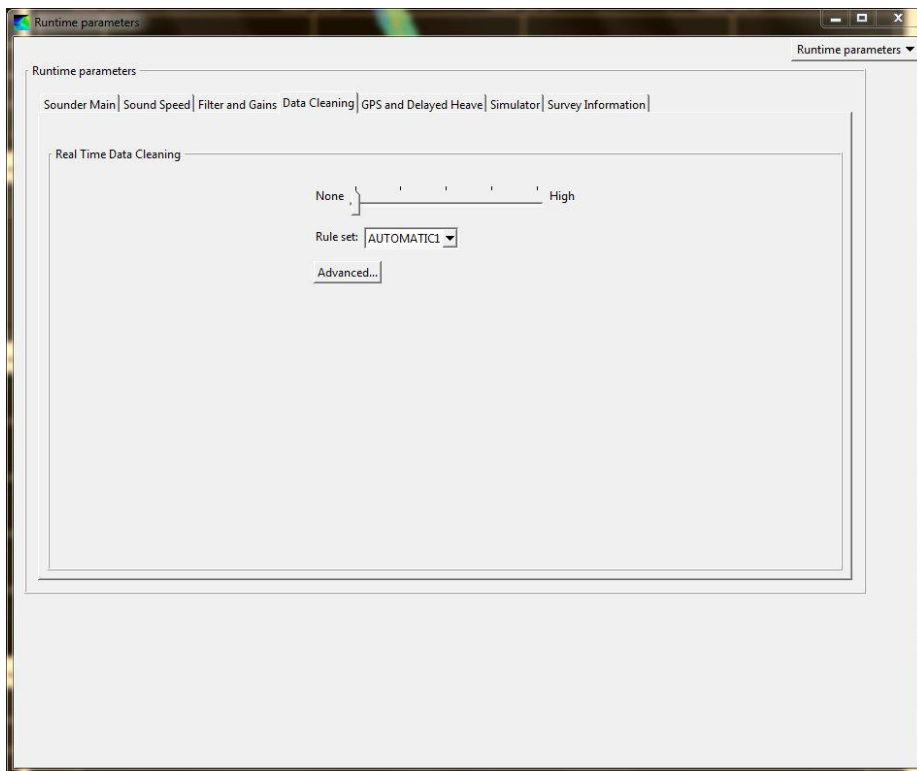 Runtime parameters
Runtime parameters
Runtime parameters
Sounder Main Sound Speed Filter and Gains Data Cleaning GPS and Delayed Heave Simulator Survey Information
Real Time Data Cleaning
None High
Rule set: AUTOMATIC1
Advanced...